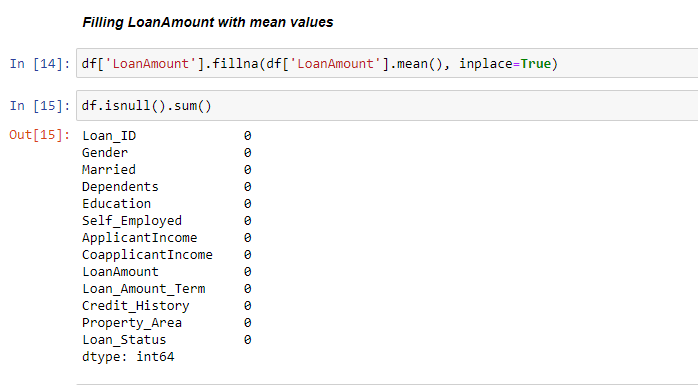 Filling LoanAmount with mean values
In [14]: df['LoanAmount'].fillna(df['LoanAmount'].mean(), inplace=True)
In [15]: df.isnull().sum()
Out[15]: Loan_ID 0
Gender 0
Married 0
Dependents 0
Education 0
Self_Employed 0
ApplicantIncome 0
CoapplicantIncome 0
LoanAmount 0
Loan_Amount_Term 0
Credit_History 0
Property_Area 0
Loan_Status 0
dtype: int64